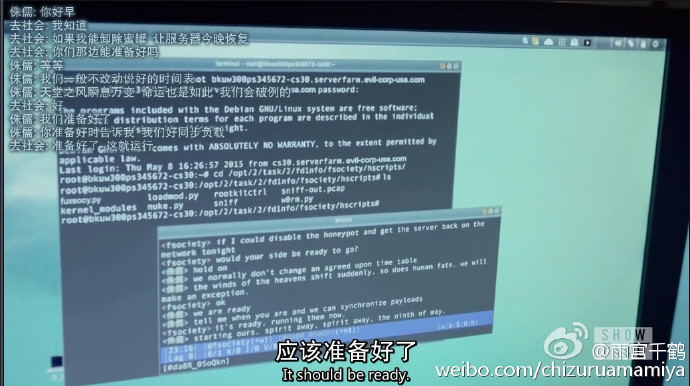 侏儒: 你好早
去社会: 我知道
去社会: 如果我能卸除蜜罐 让服务器今晚恢复
去社会: 你们那边能准备好吗
侏儒: 等等
侏儒: 我们一般不改动说好的时间表
侏儒: 天堂之风瞬息万变 命运也是如此 我们会破例的
去社会: 好
侏儒: 我们准备好了
侏儒: 你准备好时告诉我 我们好同步负载
去社会: 准备好了 这就运行
root bkuw300ps345672-cs30.serverfarm.evil-corp-usa.com
password:
The programs included with the Debian GNU/Linux system are free software;
distribution terms for each program are described in the
individual
comes with ABSOLUTELY NO WARRANTY, to the extent permitted by
applicable law.
Last login: Thu May 8 16:26:57 2015 from cs30.serverfarm.evil-corp-usa.com
root@bkuw300ps345672-cs30:~# cd /opt/2/task/2/fdinfo/fsociety/hscripts/
root@bkuw300ps345672-cs30:/opt/2/task/2/fdinfo/fsociety/hscripts# ls
fuxsocy.py loadmod.py rootkictrl sniff-out.pcap
kernel_modules nuke.py sniff w0rm.py
root@bkuw300ps345672-cs30:/opt/2/task/2/fdinfo/fsociety/hscripts#
<fsociety> if I could disable the honeypot and get the server back on the
network tonight
<fsociety> would your side be ready to go?
<侏儒> hold on
<侏儒> we normally don't change an agreed upon time table
<侏儒> the winds of the heavens shift suddenly. so does human fate. we will
make an exception.
<fsociety> ok
<侏儒> we are ready
<侏儒> tell me when you are and we can synchronize payloads
<fsociety> it's ready. running them now.
<侏儒> starting ours. spirit away, spirit away, the ninth of may.
[23:16]
[#daBR_05oQkn]
应该准备好了
It should be ready.
SHOW
@丽宫千鹤
weibo.com/chizuruamamiya